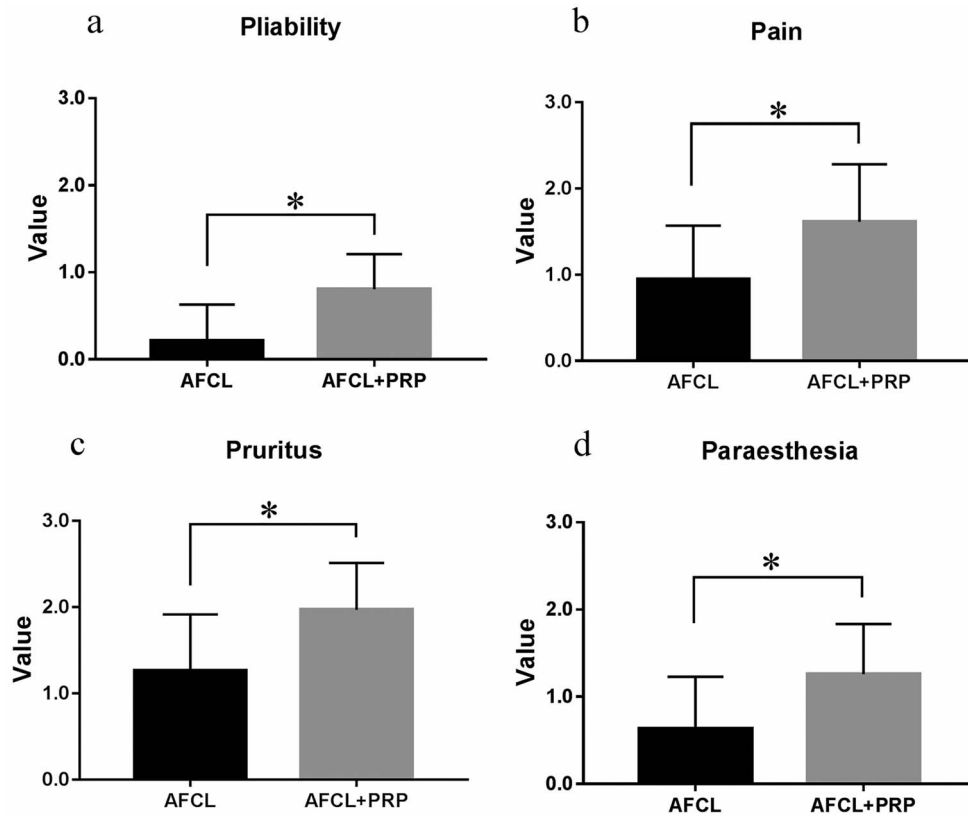 a
Pliability
3.0
2.0
1.0
0.0
Value
*
AFCL
AFCL+PRP
b
Pain
3.0
2.0
1.0
0.0
Value
*
AFCL
AFCL+PRP
c
Pruritus
3.0
2.0
1.0
0.0
Value
*
AFCL
AFCL+PRP
d
Paraesthesia
3.0
2.0
1.0
0.0
Value
*
AFCL
AFCL+PRP